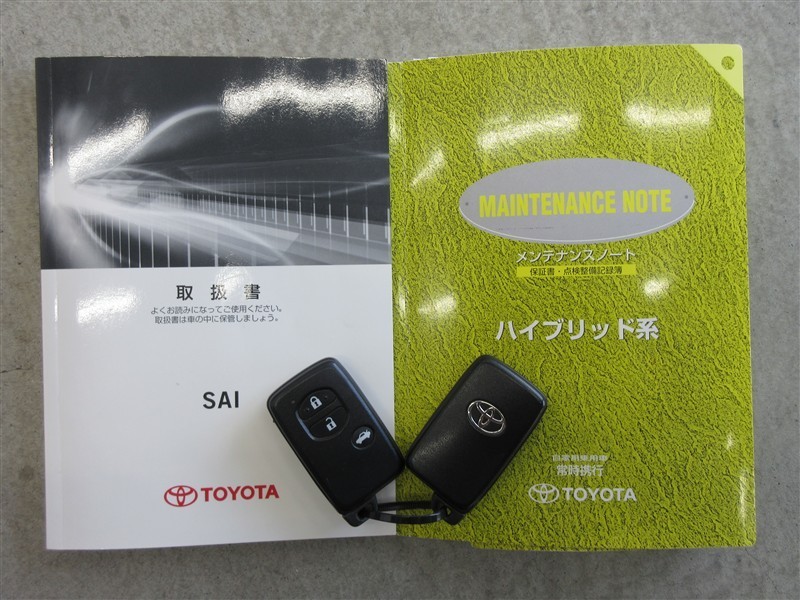 取扱書
よくお読みになってご使用ください。
取扱書は車の中に保管しましょう。
SAI
TOYOTA
MAINTENANCE NOTE
メンテナンスノート
保証書・点検整備記録簿
ハイブリッド系
自家用乗用車
常時携行
TOYOTA